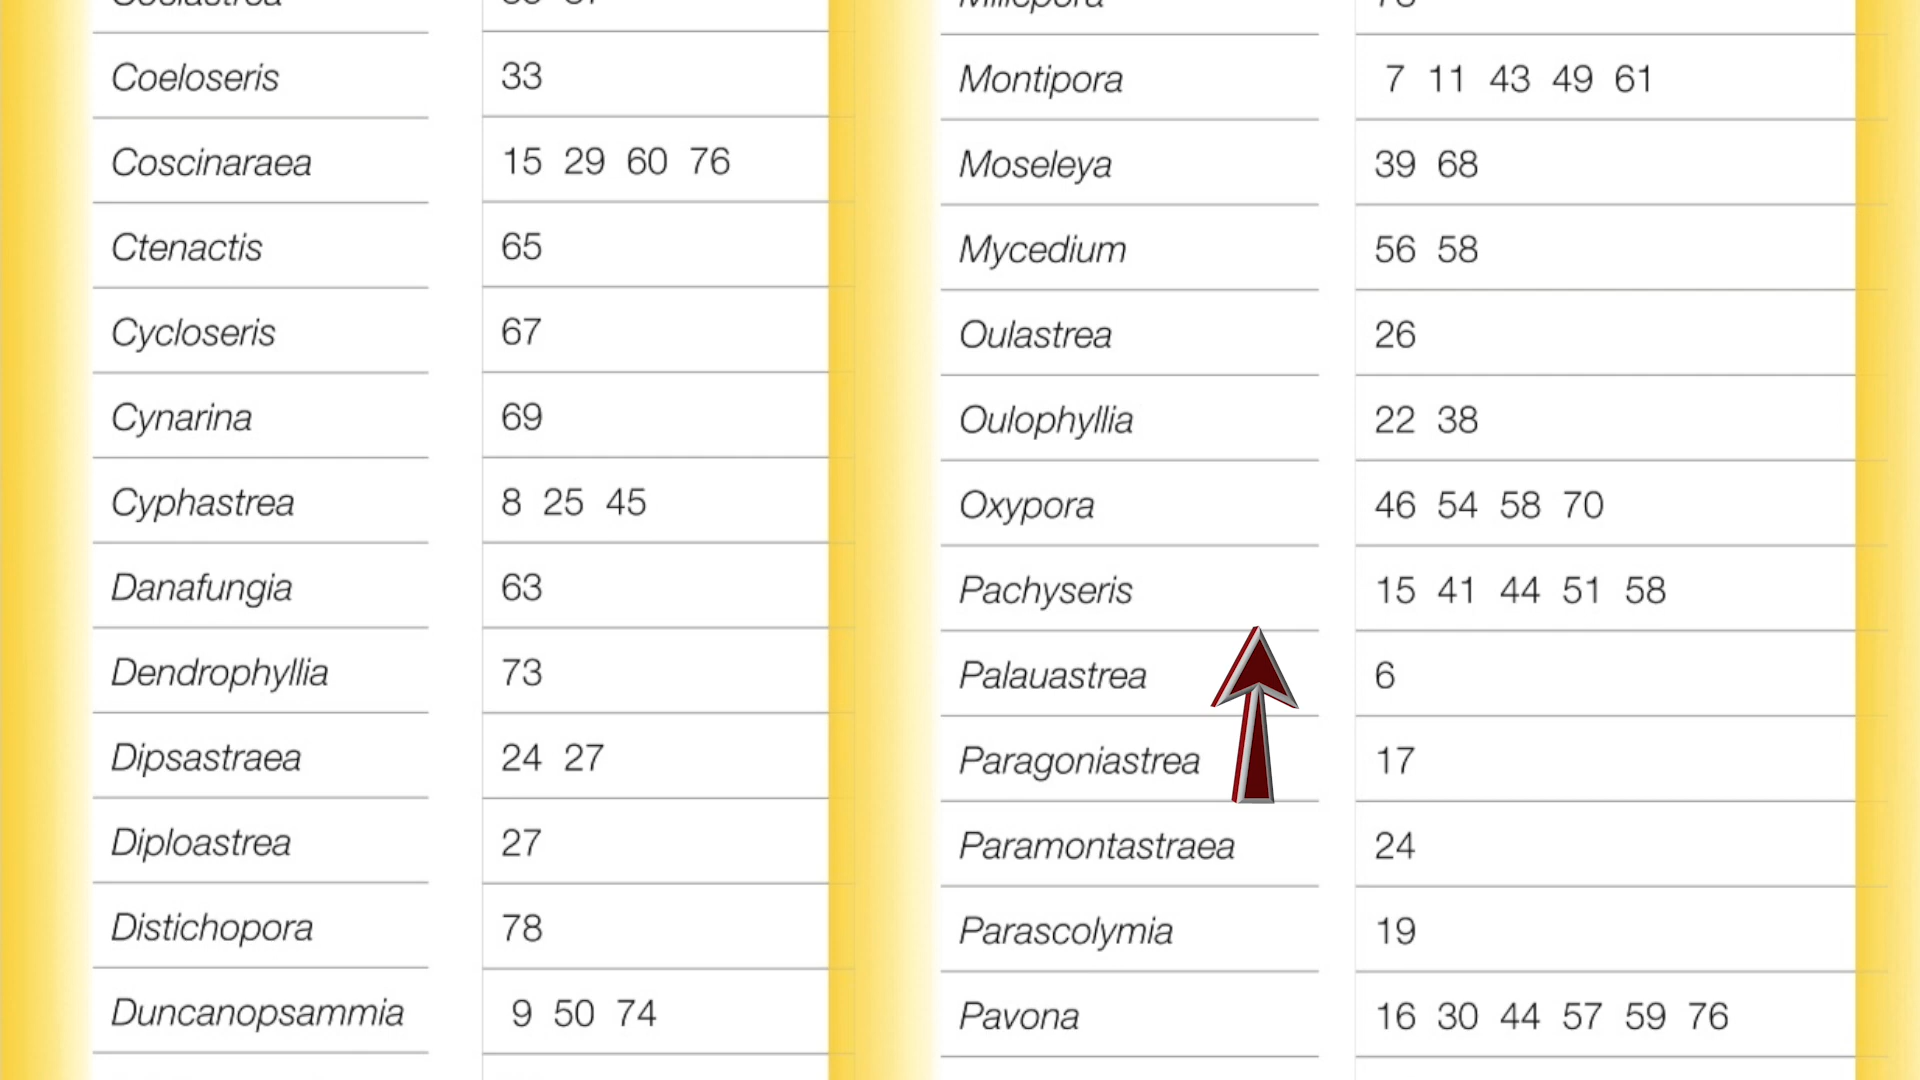 Coeloseris 33
Coscinaraea 15 29 60 76
Ctenactis 65
Cycloseris 67
Cynarina 69
Cyphastrea 8 25 45
Danafungia 63
Dendrophyllia 73
Dipsastraea 24 27
Diploastrea 27
Distichopora 78
Duncanopsammia 9 50 74
Montipora 7 11 43 49 61
Moseleya 39 68
Mycedium 56 58
Oulastrea 26
Oulophyllia 22 38
Oxypora 46 54 58 70
Pachyseris 15 41 44 51 58
Palauastrea 6
Paragoniastrea 17
Paramontastraea 24
Parascolymia 19
Pavona 16 30 44 57 59 76